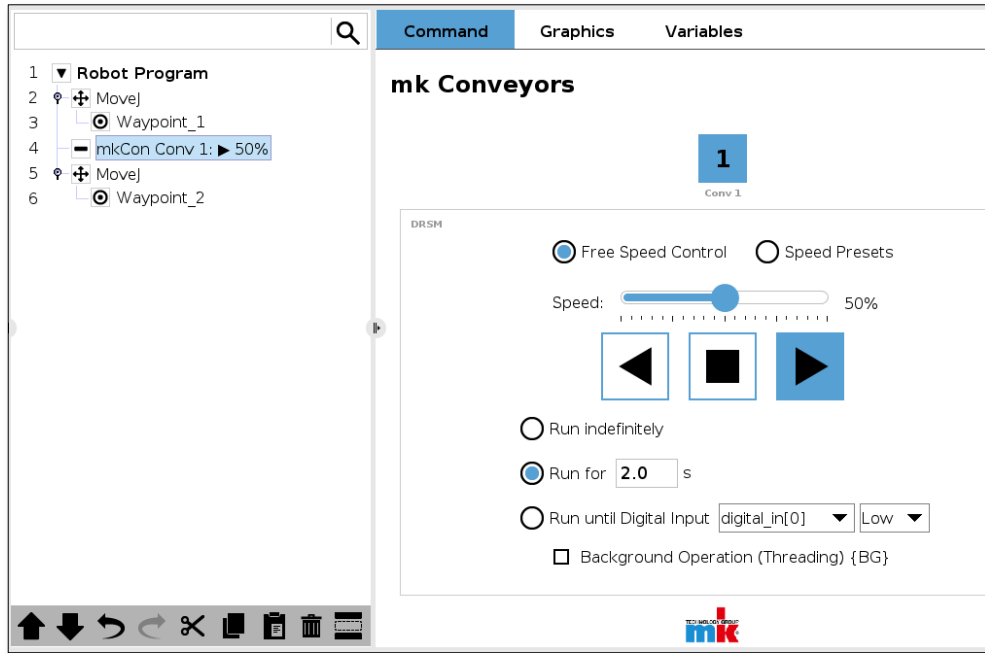 Command Graphics Variables
1 Robot Program
2 MoveJ
3 Waypoint_1
4 mkCon Conv 1: ▶ 50%
5 MoveJ
6 Waypoint_2
mk Conveyors
1
Conv 1
DRSM
Free Speed Control Speed Presets
Speed: 50%
Run indefinitely
Run for 2.0 s
Run until Digital Input digital_in[0] Low
Background Operation (Threading) {BG}
TECHNOLOGY GROUP
mk